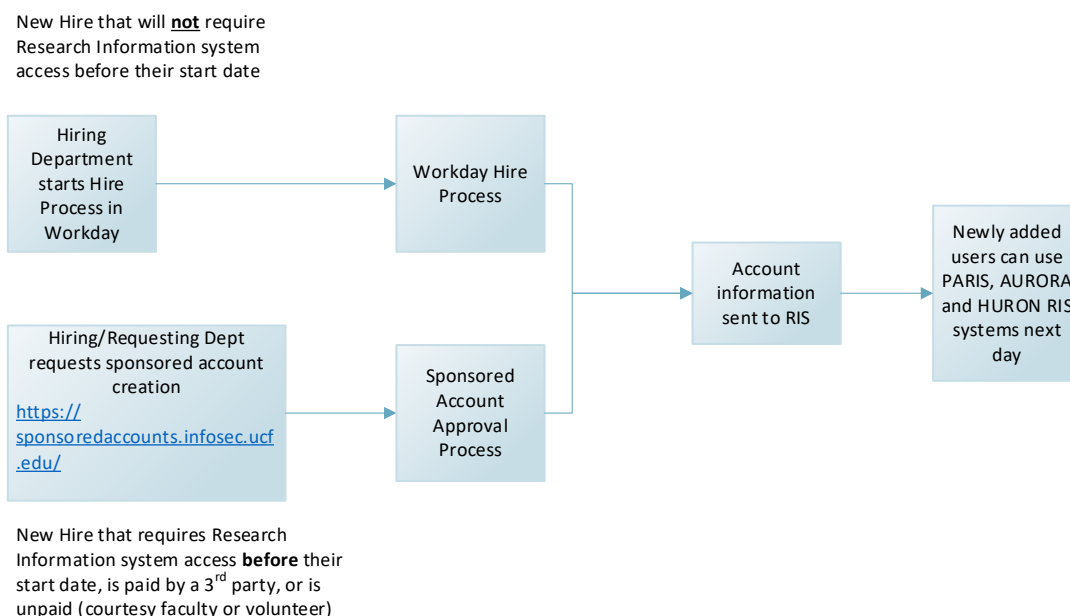 New Hire that will not require
Research Information system
access before their start date
Hiring
Department
starts Hire
Process in
Workday
Workday Hire
Process
Hiring/Requesting Dept
requests sponsored account
creation
https://
sponsoredaccounts.infosec.ucf
.edu/
Sponsored
Account
Approval
Process
Account
information
sent to RIS
Newly added
users can use
PARIS, AURORA
and HURON RIS
systems next
day
New Hire that requires Research
Information system access before their
start date, is paid by a 3rd party, or is
unpaid (courtesy faculty or volunteer)